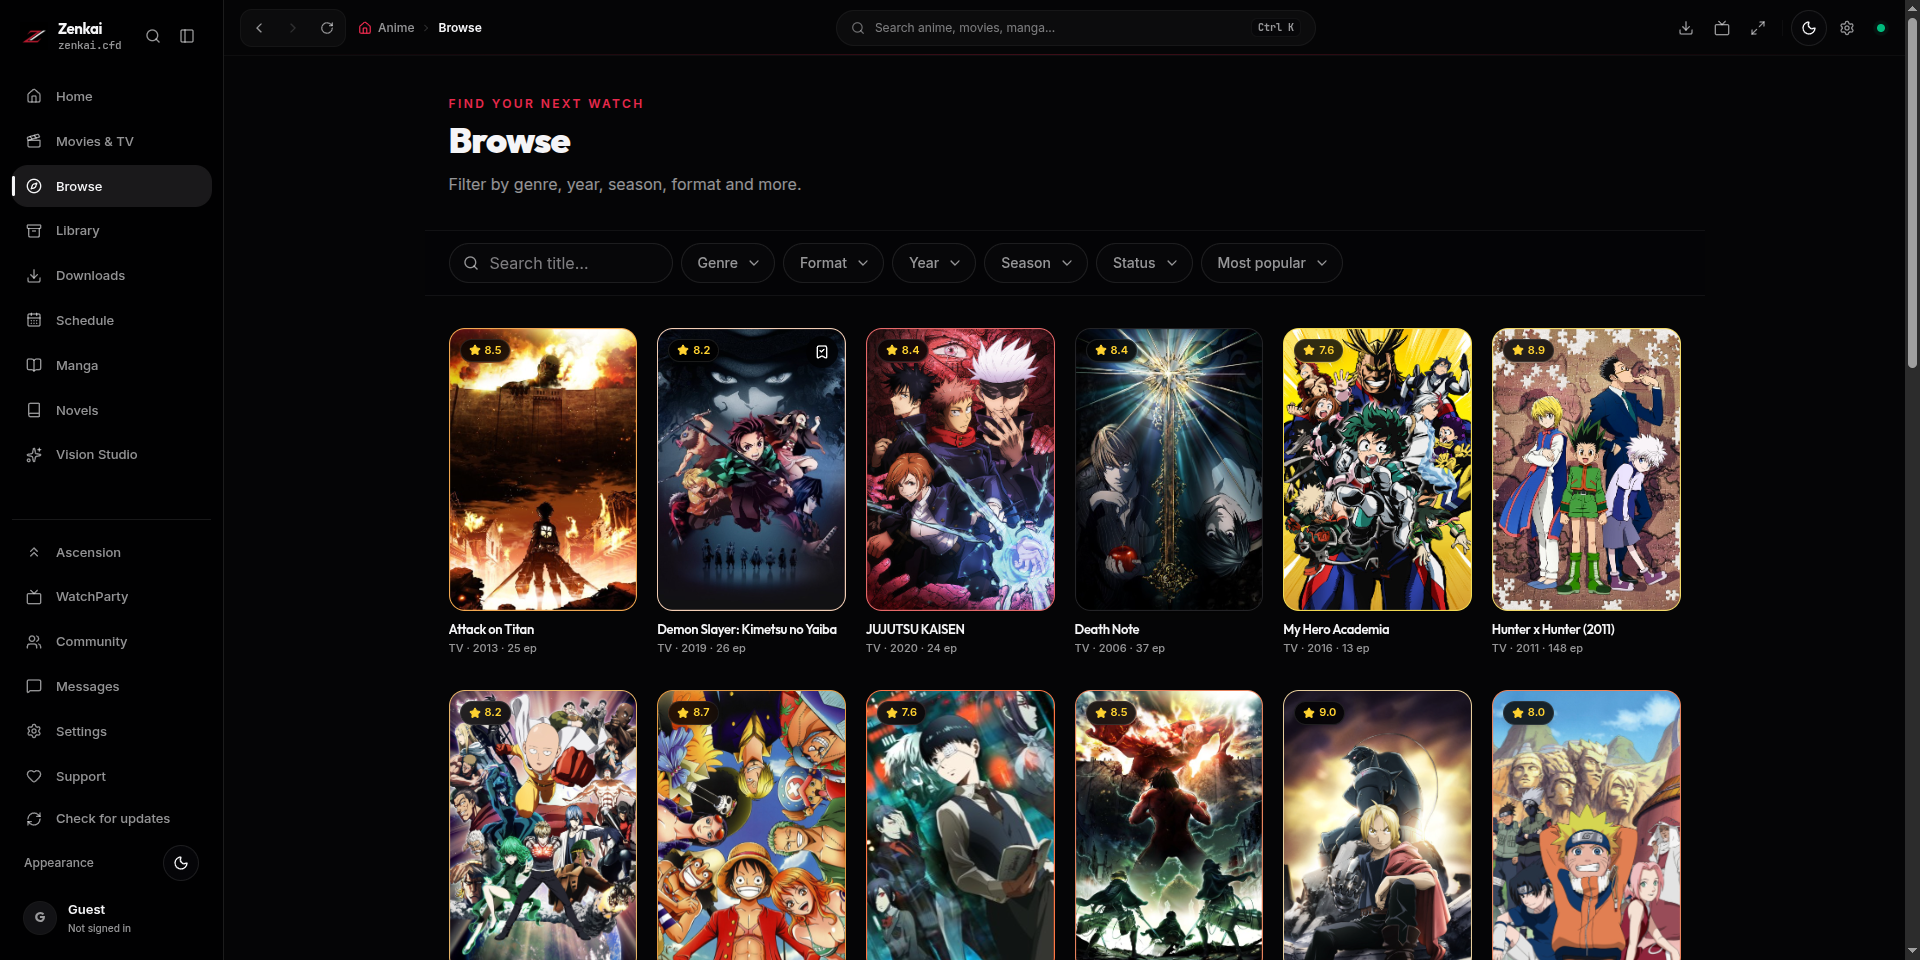 Zenkai
zenkai.cfd
Home
Movies & TV
Browse
Library
Downloads
Schedule
Manga
Novels
Vision Studio
Ascension
WatchParty
Community
Messages
Settings
Support
Check for updates
Appearance
G
Guest
Not signed in
Anime
Browse
Search anime, movies, manga...
Ctrl K
FIND YOUR NEXT WATCH
Browse
Filter by genre, year, season, format and more.
Search title...
Genre
Format
Year
Season
Status
Most popular
8.5
8.2
8.4
8.4
7.6
8.9
Attack on Titan
TV · 2013 · 25 ep
Demon Slayer: Kimetsu no Yaiba
TV · 2019 · 26 ep
JUJUTSU KAISEN
TV · 2020 · 24 ep
Death Note
TV · 2006 · 37 ep
My Hero Academia
TV · 2016 · 13 ep
Hunter x Hunter (2011)
TV · 2011 · 148 ep
8.2
8.7
7.6
8.5
9.0
8.0